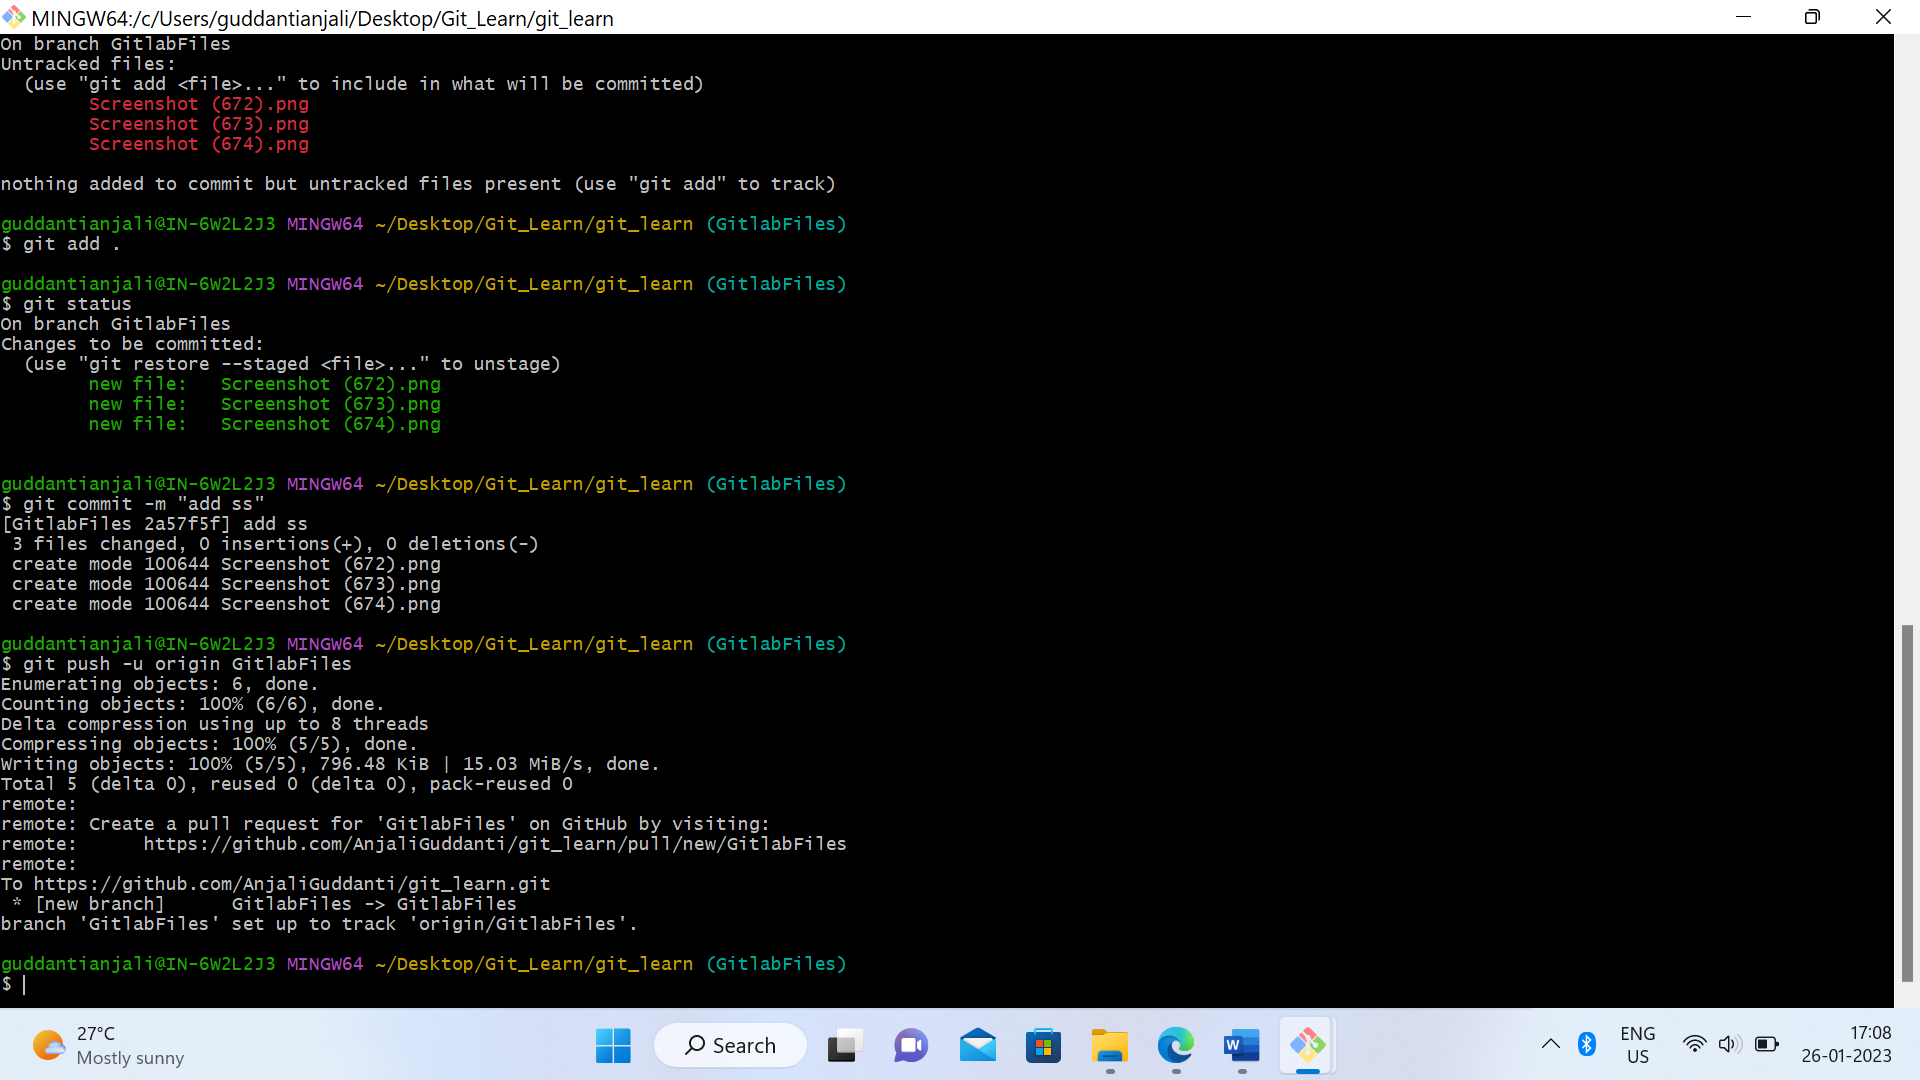 MINGW64:/c/Users/guddantianjali/Desktop/Git_Learn/git_learn
On branch GitlabFiles
Untracked files:
  (use "git add <file>..." to include in what will be committed)
        Screenshot (672).png
        Screenshot (673).png
        Screenshot (674).png
nothing added to commit but untracked files present (use "git add" to track)
guddantianjali@IN-6W2L2J3 MINGW64 ~/Desktop/Git_Learn/git_learn (GitlabFiles)
$ git add .
guddantianjali@IN-6W2L2J3 MINGW64 ~/Desktop/Git_Learn/git_learn (GitlabFiles)
$ git status
On branch GitlabFiles
Changes to be committed:
  (use "git restore --staged <file>..." to unstage)
        new file:   Screenshot (672).png
        new file:   Screenshot (673).png
        new file:   Screenshot (674).png
guddantianjali@IN-6W2L2J3 MINGW64 ~/Desktop/Git_Learn/git_learn (GitlabFiles)
$ git commit -m "add ss"
[GitlabFiles 2a57f5f] add ss
 3 files changed, 0 insertions(+), 0 deletions(-)
 create mode 100644 Screenshot (672).png
 create mode 100644 Screenshot (673).png
 create mode 100644 Screenshot (674).png
guddantianjali@IN-6W2L2J3 MINGW64 ~/Desktop/Git_Learn/git_learn (GitlabFiles)
$ git push -u origin GitlabFiles
Enumerating objects: 6, done.
Counting objects: 100% (6/6), done.
Delta compression using up to 8 threads
Compressing objects: 100% (5/5), done.
Writing objects: 100% (5/5), 796.48 KiB | 15.03 MiB/s, done.
Total 5 (delta 0), reused 0 (delta 0), pack-reused 0
remote:
remote: Create a pull request for 'GitlabFiles' on GitHub by visiting:
remote:      https://github.com/AnjaliGuddanti/git_learn/pull/new/GitlabFiles
remote:
To https://github.com/AnjaliGuddanti/git_learn.git
 * [new branch]      GitlabFiles -> GitlabFiles
branch 'GitlabFiles' set up to track 'origin/GitlabFiles'.
guddantianjali@IN-6W2L2J3 MINGW64 ~/Desktop/Git_Learn/git_learn (GitlabFiles)
$
27°C
Mostly sunny
Search
W
ENG
US
17:08
26-01-2023